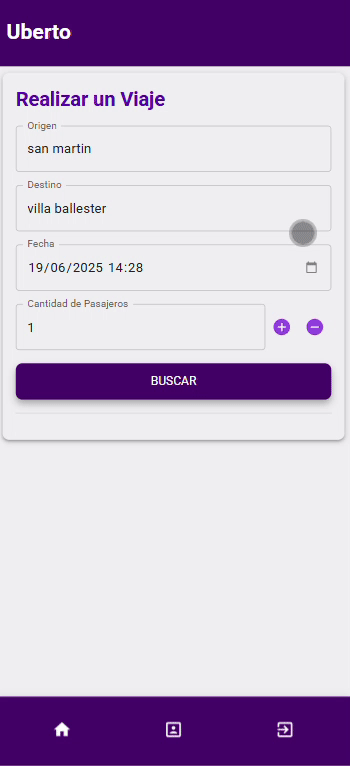 Uberto
Realizar un Viaje
Origen
san martin
Destino
villa ballester
Fecha
19/06/2025 14:28
Cantidad de Pasajeros
1
BUSCAR